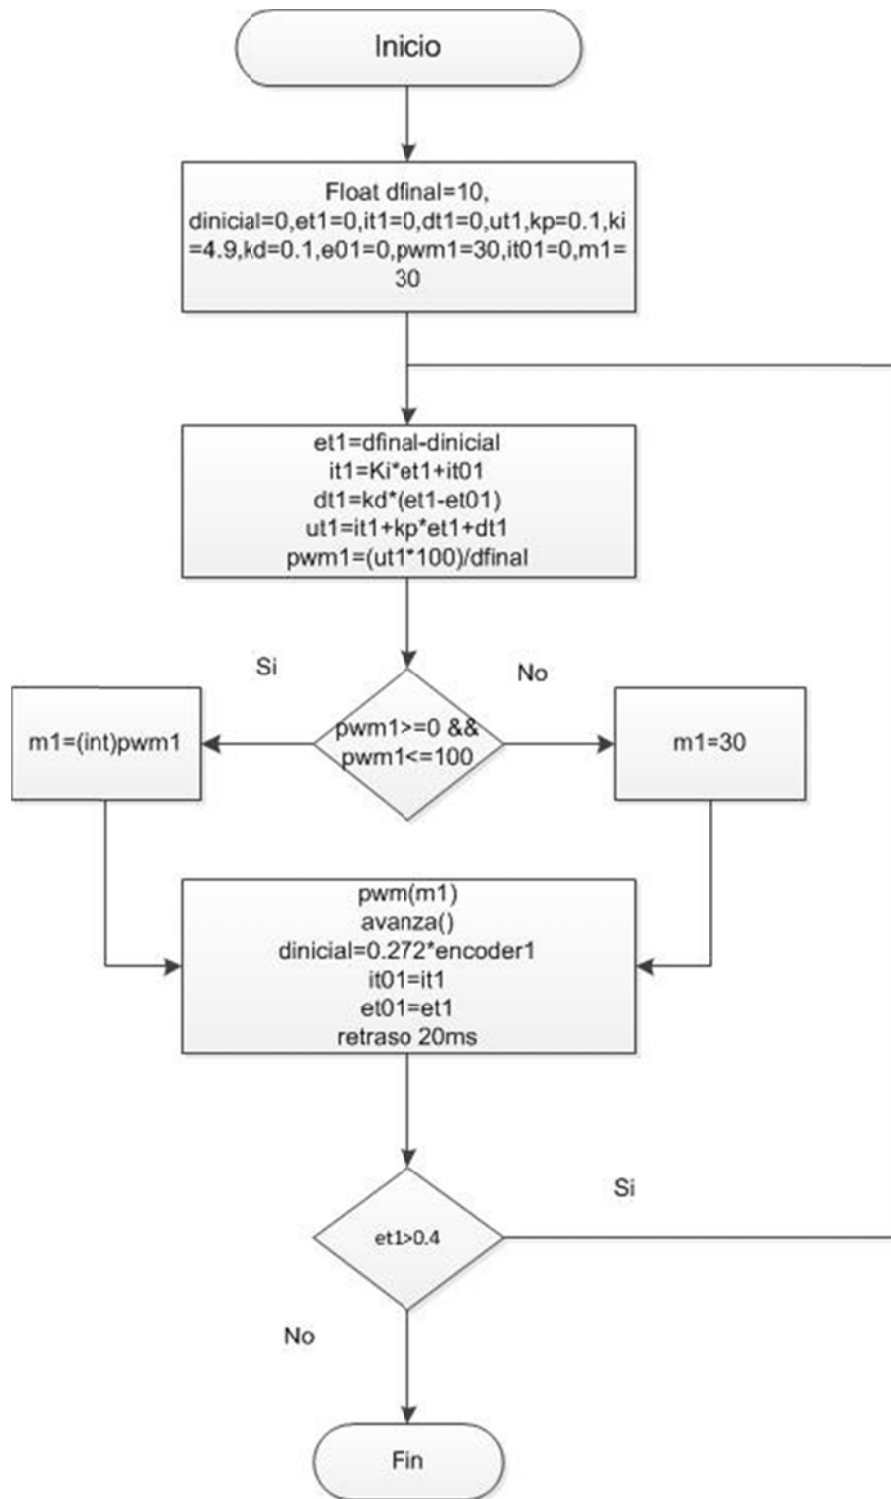 Inicio
Float dfinal=10,
dinicial=0,et1=0,it1=0,dt1=0,ut1,kp=0.1,ki
=4.9,kd=0.1,e01=0,pwm1=30,it01=0,m1=
30
et1=dfinal-dinicial
it1=Ki*et1+it01
dt1=kd*(et1-et01)
ut1=it1+kp*et1+dt1
pwm1=(ut1*100)/dfinal
Si
No
m1=(int)pwm1
pwm1>=0 &&
pwm1<=100
m1=30
pwm(m1)
avanza()
dinicial=0.272*encoder1
it01=it1
et01=et1
retraso 20ms
Si
et1>0.4
No
Fin